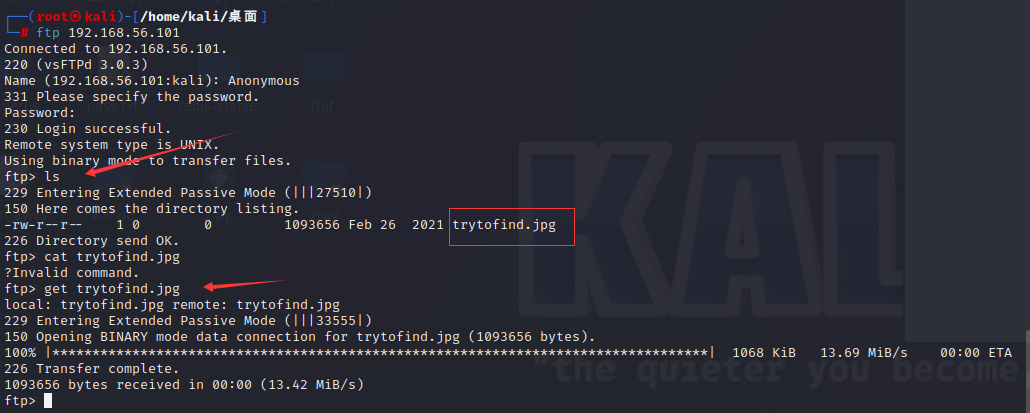 ┌──(root㉿kali)-[/home/kali/桌面]
└─# ftp 192.168.56.101
Connected to 192.168.56.101.
220 (vsFTPd 3.0.3)
Name (192.168.56.101:kali): Anonymous
331 Please specify the password.
Password:
230 Login successful.
Remote system type is UNIX.
Using binary mode to transfer files.
ftp> ls
229 Entering Extended Passive Mode (|||27510|)
150 Here comes the directory listing.
-rw-r--r-- 1 0 0 1093656 Feb 26 2021 trytofind.jpg
226 Directory send OK.
ftp> cat trytofind.jpg
?Invalid command.
ftp> get trytofind.jpg
local: trytofind.jpg remote: trytofind.jpg
229 Entering Extended Passive Mode (|||33555|)
150 Opening BINARY mode data connection for trytofind.jpg (1093656 bytes).
100% |***********************************************************************************| 1068 KiB 13.69 MiB/s 00:00 ETA
226 Transfer complete.
1093656 bytes received in 00:00 (13.42 MiB/s)
ftp>
KAL
"the quieter you become